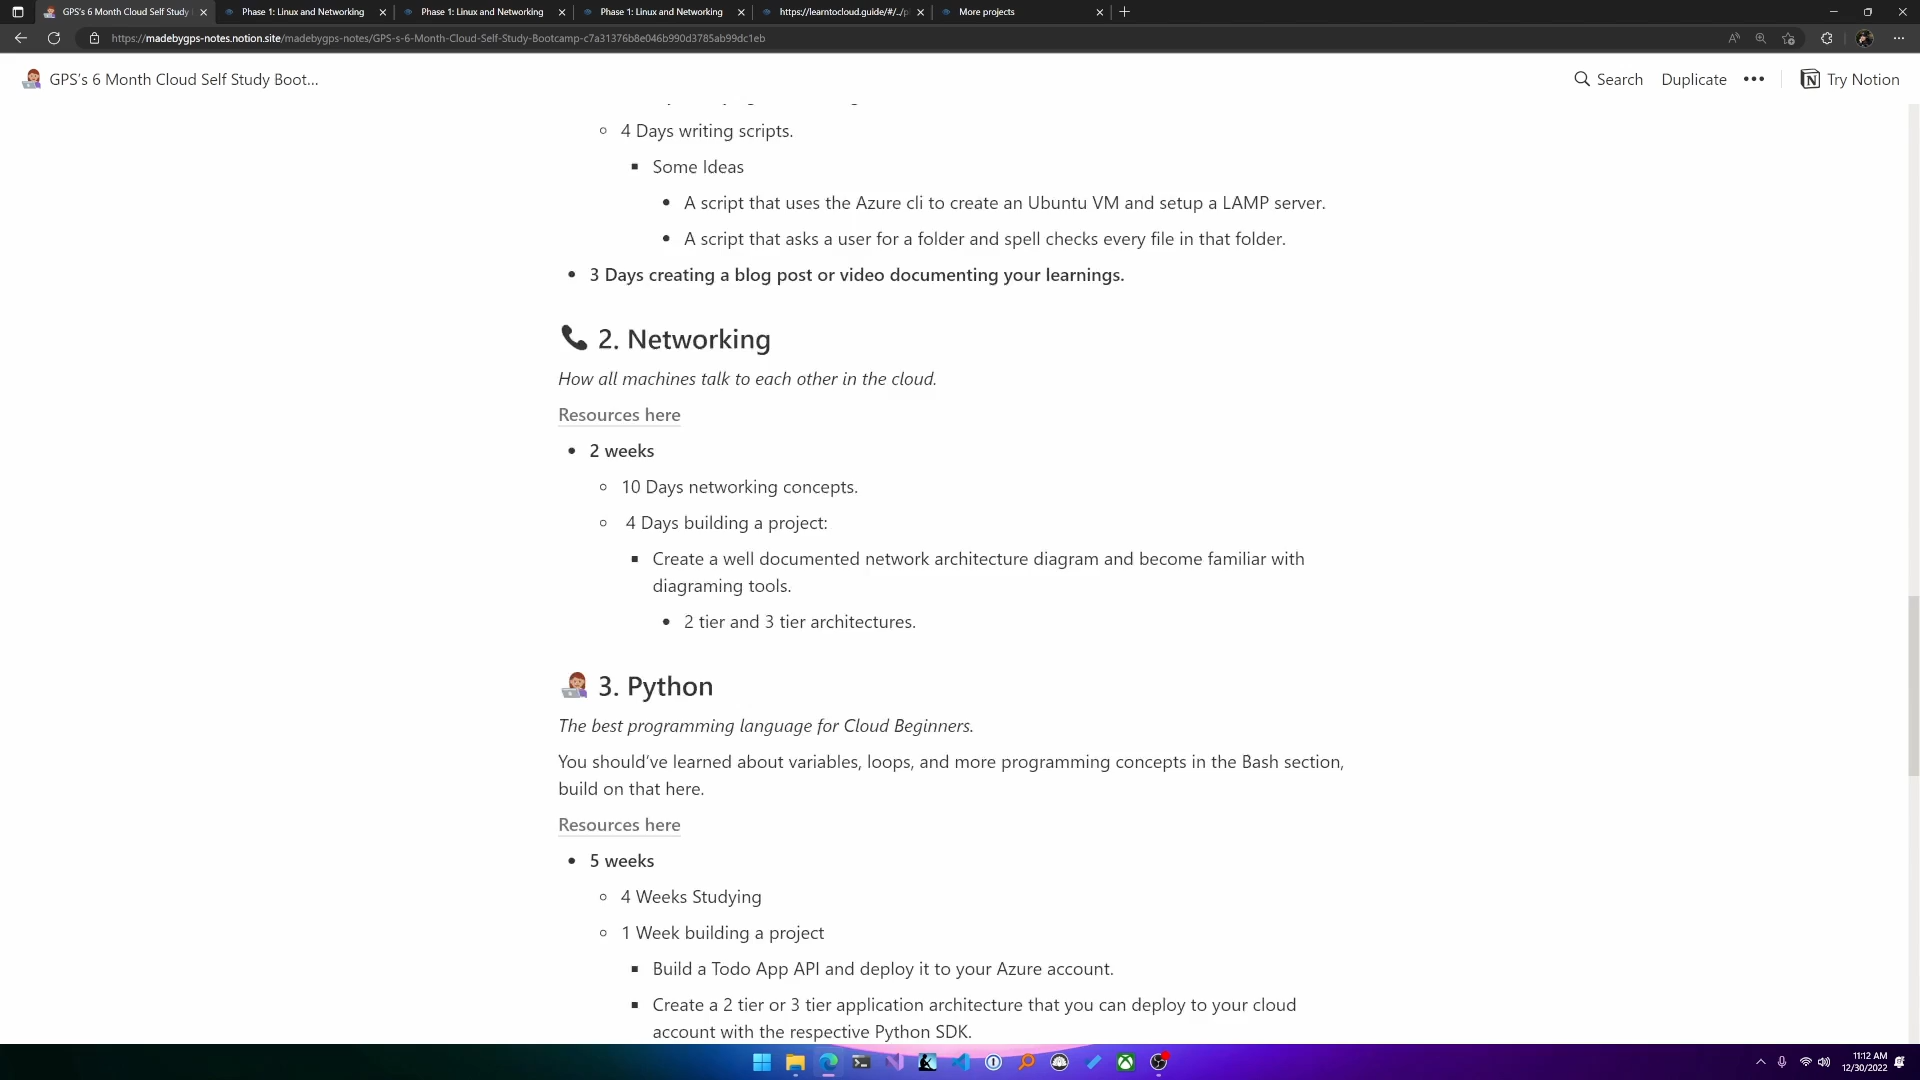 GPS's 6 Month Cloud Self Study
Phase 1: Linux and Networking
Phase 1: Linux and Networking
Phase 1: Linux and Networking
https://learntocloud.guide/#/../p
More projects
https://madebygps-notes.notion.site/madebygps-notes/GPS-s-6-Month-Cloud-Self-Study-Bootcamp-c7a31376b8e046b990d3785ab99dc1eb
GPS's 6 Month Cloud Self Study Boot...
Search
Duplicate
Try Notion
4 Days writing scripts.
Some Ideas
A script that uses the Azure cli to create an Ubuntu VM and setup a LAMP server.
A script that asks a user for a folder and spell checks every file in that folder.
3 Days creating a blog post or video documenting your learnings.
2. Networking
How all machines talk to each other in the cloud.
Resources here
2 weeks
10 Days networking concepts.
4 Days building a project:
Create a well documented network architecture diagram and become familiar with
diagraming tools.
2 tier and 3 tier architectures.
3. Python
The best programming language for Cloud Beginners.
You should've learned about variables, loops, and more programming concepts in the Bash section,
build on that here.
Resources here
5 weeks
4 Weeks Studying
1 Week building a project
Build a Todo App API and deploy it to your Azure account.
Create a 2 tier or 3 tier application architecture that you can deploy to your cloud
account with the respective Python SDK.
11:12 AM
12/30/2022